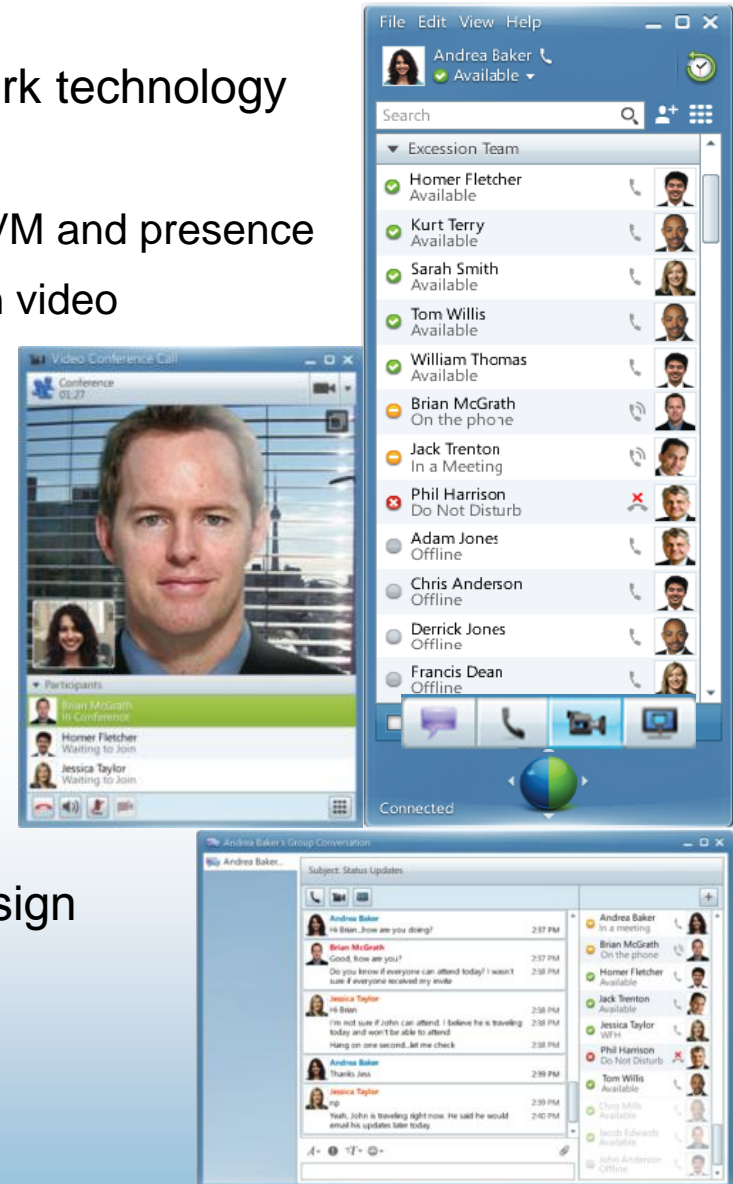 rk technology
VM and presence
n video
sign
File Edit View Help
Andrea Baker
Available
Search
Excession Team
Homer Fletcher
Available
Kurt Terry
Available
Sarah Smith
Available
Tom Willis
Available
William Thomas
Available
Brian McGrath
On the phone
Jack Trenton
In a Meeting
Phil Harrison
Do Not Disturb
Adam Jones
Offline
Chris Anderson
Offline
Derrick Jones
Offline
Francis Dean
Offline
Connected
Video Conference Call
Conference
01:27
Participants
Brian McGrath
In Conference
Homer Fletcher
Waiting to Join
Jessica Taylor
Waiting to Join
Andrea Baker's Group Conversation
Andrea Baker...
Subject: Status Updates
Andrea Baker
Hi Brian...how are you doing? 2:37 PM
Brian McGrath
Good, how are you? 2:37 PM
Do you know if everyone can attend today? I wasn't 2:38 PM
sure if everyone received my invite
Jessica Taylor
Hi Brian 2:38 PM
I'm not sure if John can attend. I believe he is traveling 2:38 PM
today and won't be able to attend
Hang on one second...let me check 2:38 PM
Andrea Baker
Thanks Jess 2:39 PM
Jessica Taylor
np 2:39 PM
Yeah, John is traveling right now. He said he would 2:40 PM
email his updates later today.
Andrea Baker
In a meeting
Brian McGrath
On the phone
Homer Fletcher
Available
Jack Trenton
Available
Jessica Taylor
WFH
Phil Harrison
Do Not Disturb
Tom Willis
Available
Chris Mills
Available
Jacob Edwards
Available
John Anderson
Offline